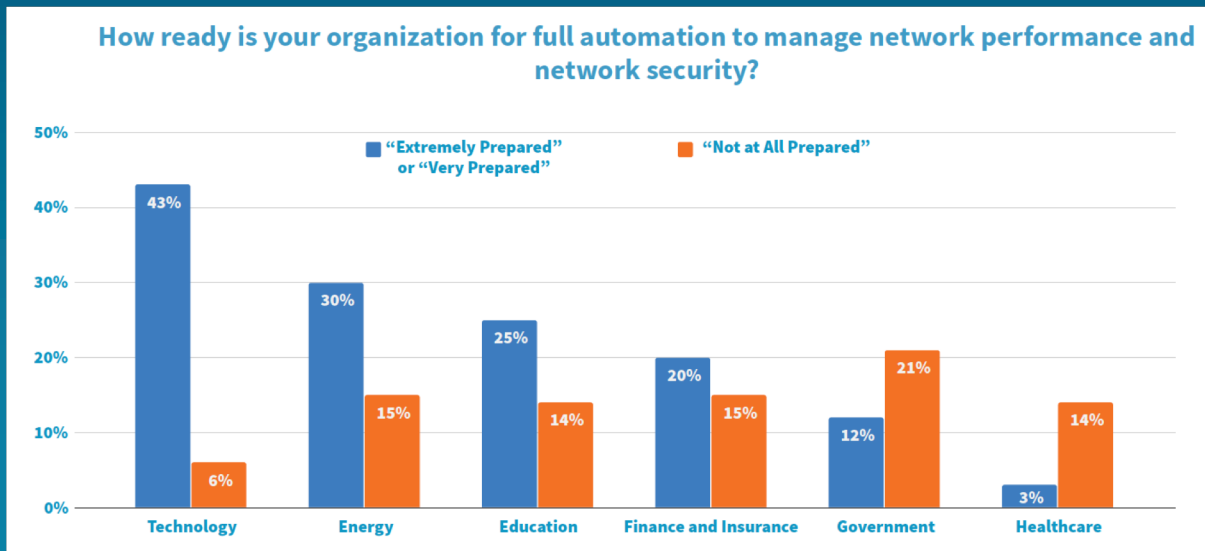 How ready is your organization for full automation to manage network performance and
network security?
50%
“Extremely Prepared”
or “Very Prepared”
“Not at All Prepared”
40%
30%
20%
10%
0%
43%
6%
30%
15%
25%
14%
20%
15%
12%
21%
3%
14%
Technology
Energy
Education
Finance and Insurance
Government
Healthcare